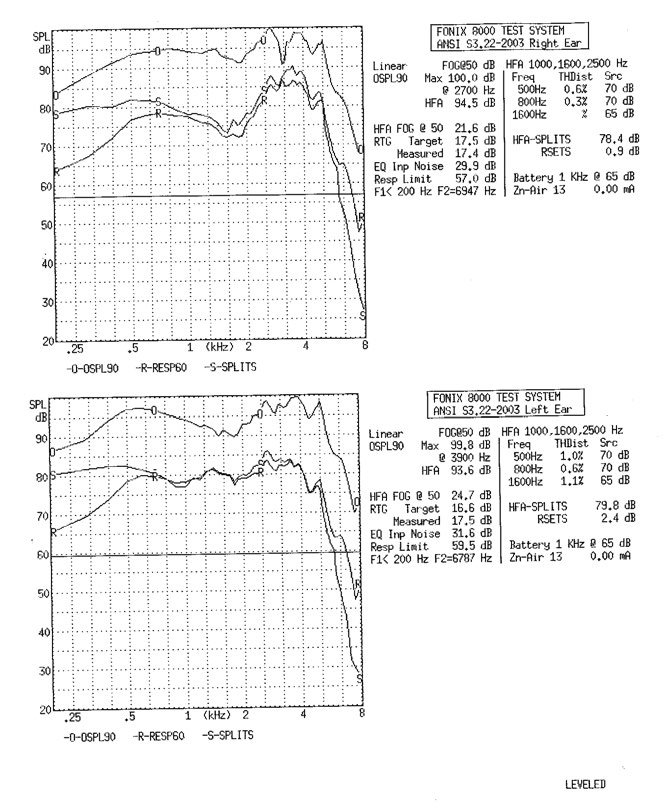 FONIX 8000 TEST SYSTEM
ANSI S3.22-2003 Right Ear
SPL
dB
90
80
70
60
50
40
30
20
.25 .5 1 (kHz) 2 4 8
-O-OSPL90 -R-RESP60 -S-SPLITS
Linear FOG@50 dB HFA 1000,1600,2500 Hz
OSPL90 Max 100.0 dB Freq THDist Src
@ 2700 Hz 500Hz 0.6% 70 dB
HFA 94.5 dB 800Hz 0.3% 70 dB
1600Hz % 65 dB
HFA FOG @ 50 21.6 dB
RTG Target 17.5 dB HFA-SPLITS 78.4 dB
Measured 17.4 dB RSETS 0.9 dB
EQ Inp Noise 29.9 dB
Resp Limit 57.0 dB Battery 1 KHz @ 65 dB
F1< 200 Hz F2=6947 Hz Zn-Air 13 0.00 mA
FONIX 8000 TEST SYSTEM
ANSI S3.22-2003 Left Ear
SPL
dB
90
80
70
60
50
40
30
20
.25 .5 1 (kHz) 2 4 8
-O-OSPL90 -R-RESP60 -S-SPLITS
Linear FOG@50 dB HFA 1000,1600,2500 Hz
OSPL90 Max 99.8 dB Freq THDist Src
@ 3900 Hz 500Hz 1.0% 70 dB
HFA 93.6 dB 800Hz 0.6% 70 dB
1600Hz 1.1% 65 dB
HFA FOG @ 50 24.7 dB
RTG Target 16.6 dB HFA-SPLITS 79.8 dB
Measured 17.5 dB RSETS 2.4 dB
EQ Inp Noise 31.6 dB
Resp Limit 59.5 dB Battery 1 KHz @ 65 dB
F1< 200 Hz F2=6787 Hz Zn-Air 13 0.00 mA
LEVELED